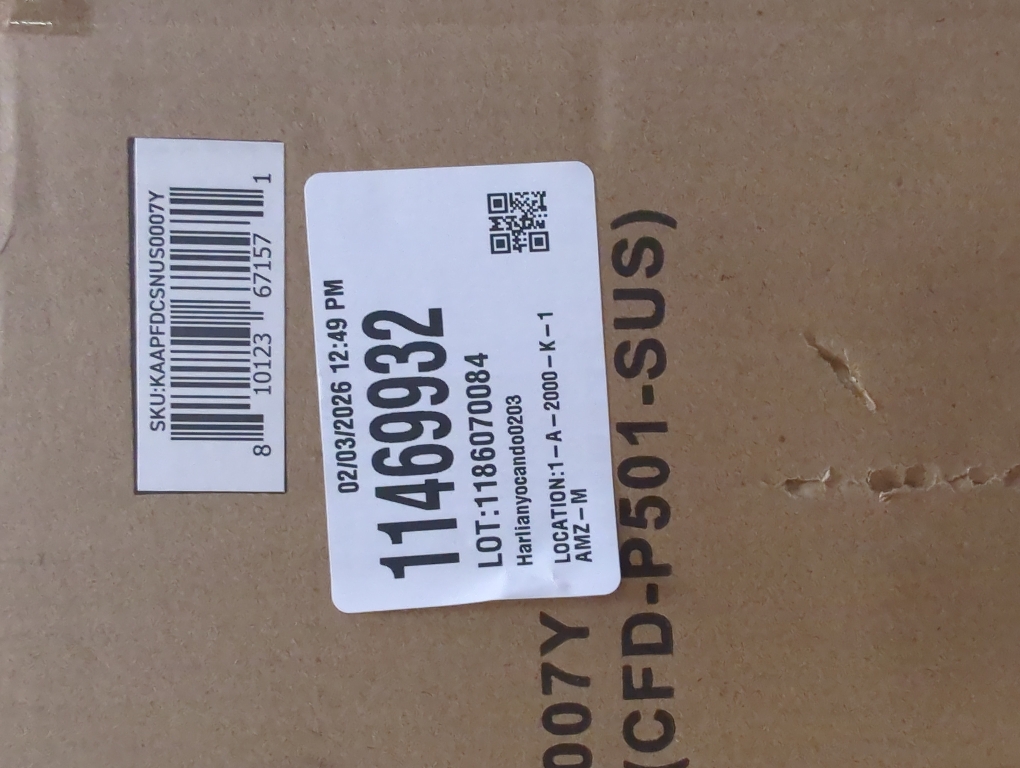 SKU:KAAPFDCSNUS0007Y
8 10123 67157 1
02/03/2026 12:49 PM
11469932
LOT:1186070084
Harlianyocando0203
LOCATION:1-A-2000-K-1
AMZ-M
007Y
(CFD-P501-SUS)